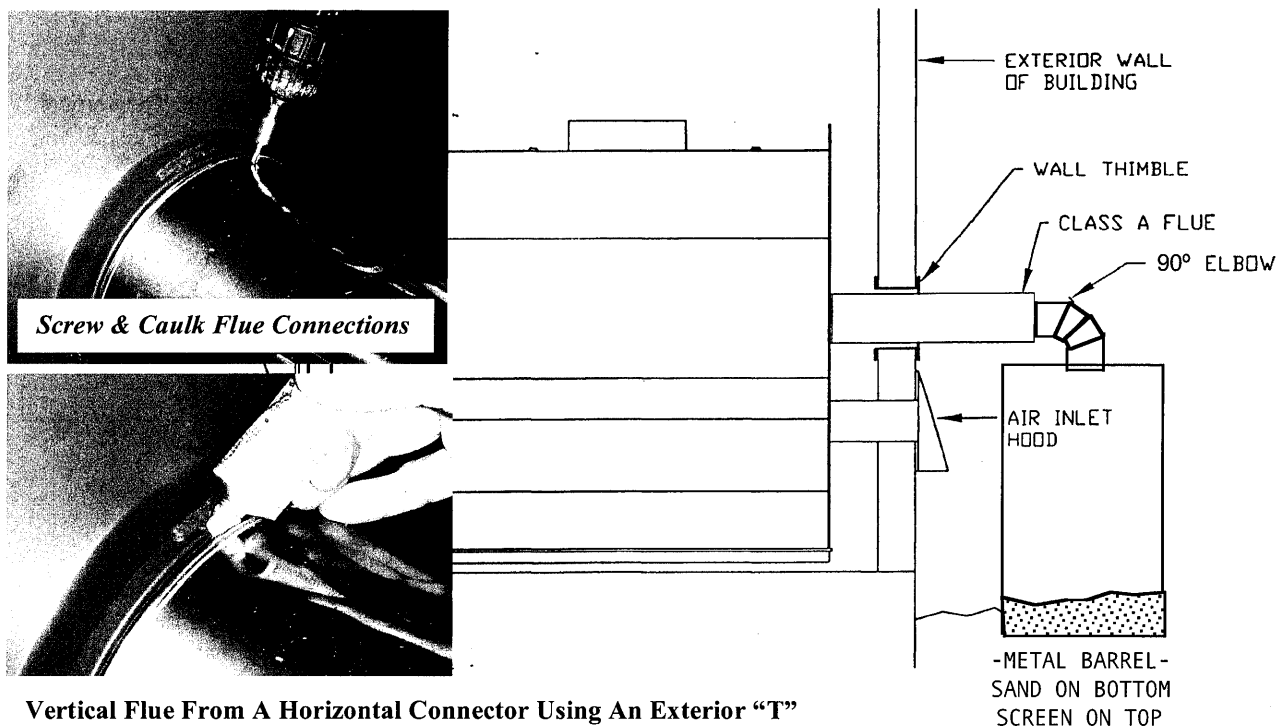 Screw & Caulk Flue Connections
EXTERIOR WALL
OF BUILDING
WALL THIMBLE
CLASS A FLUE
90° ELBOW
AIR INLET
HOOD
-METAL BARREL-
SAND ON BOTTOM
SCREEN ON TOP
Vertical Flue From A Horizontal Connector Using An Exterior “T”